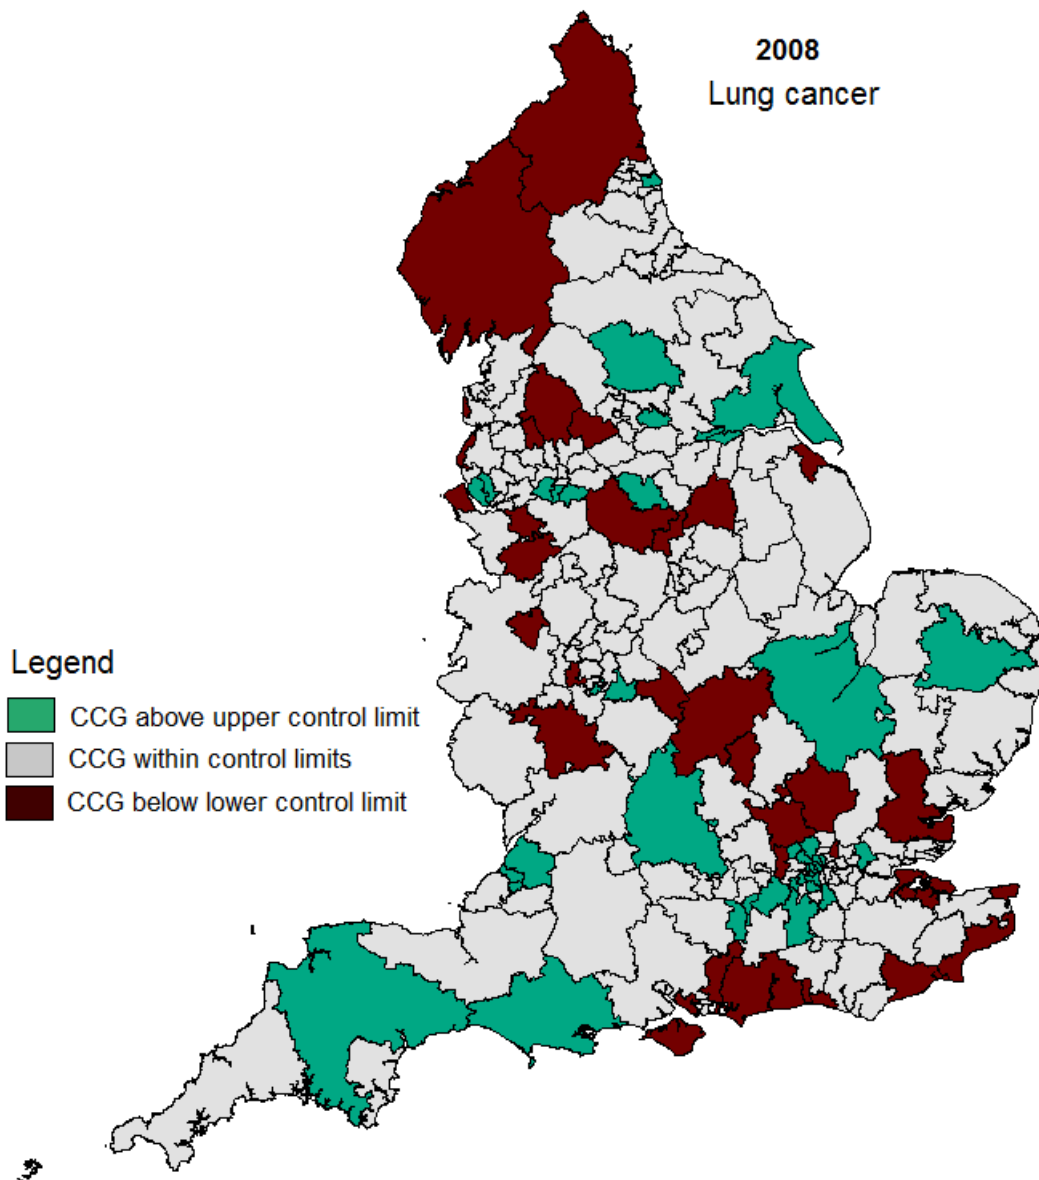 2008
Lung cancer
Legend
CCG above upper control limit
CCG within control limits
CCG below lower control limit